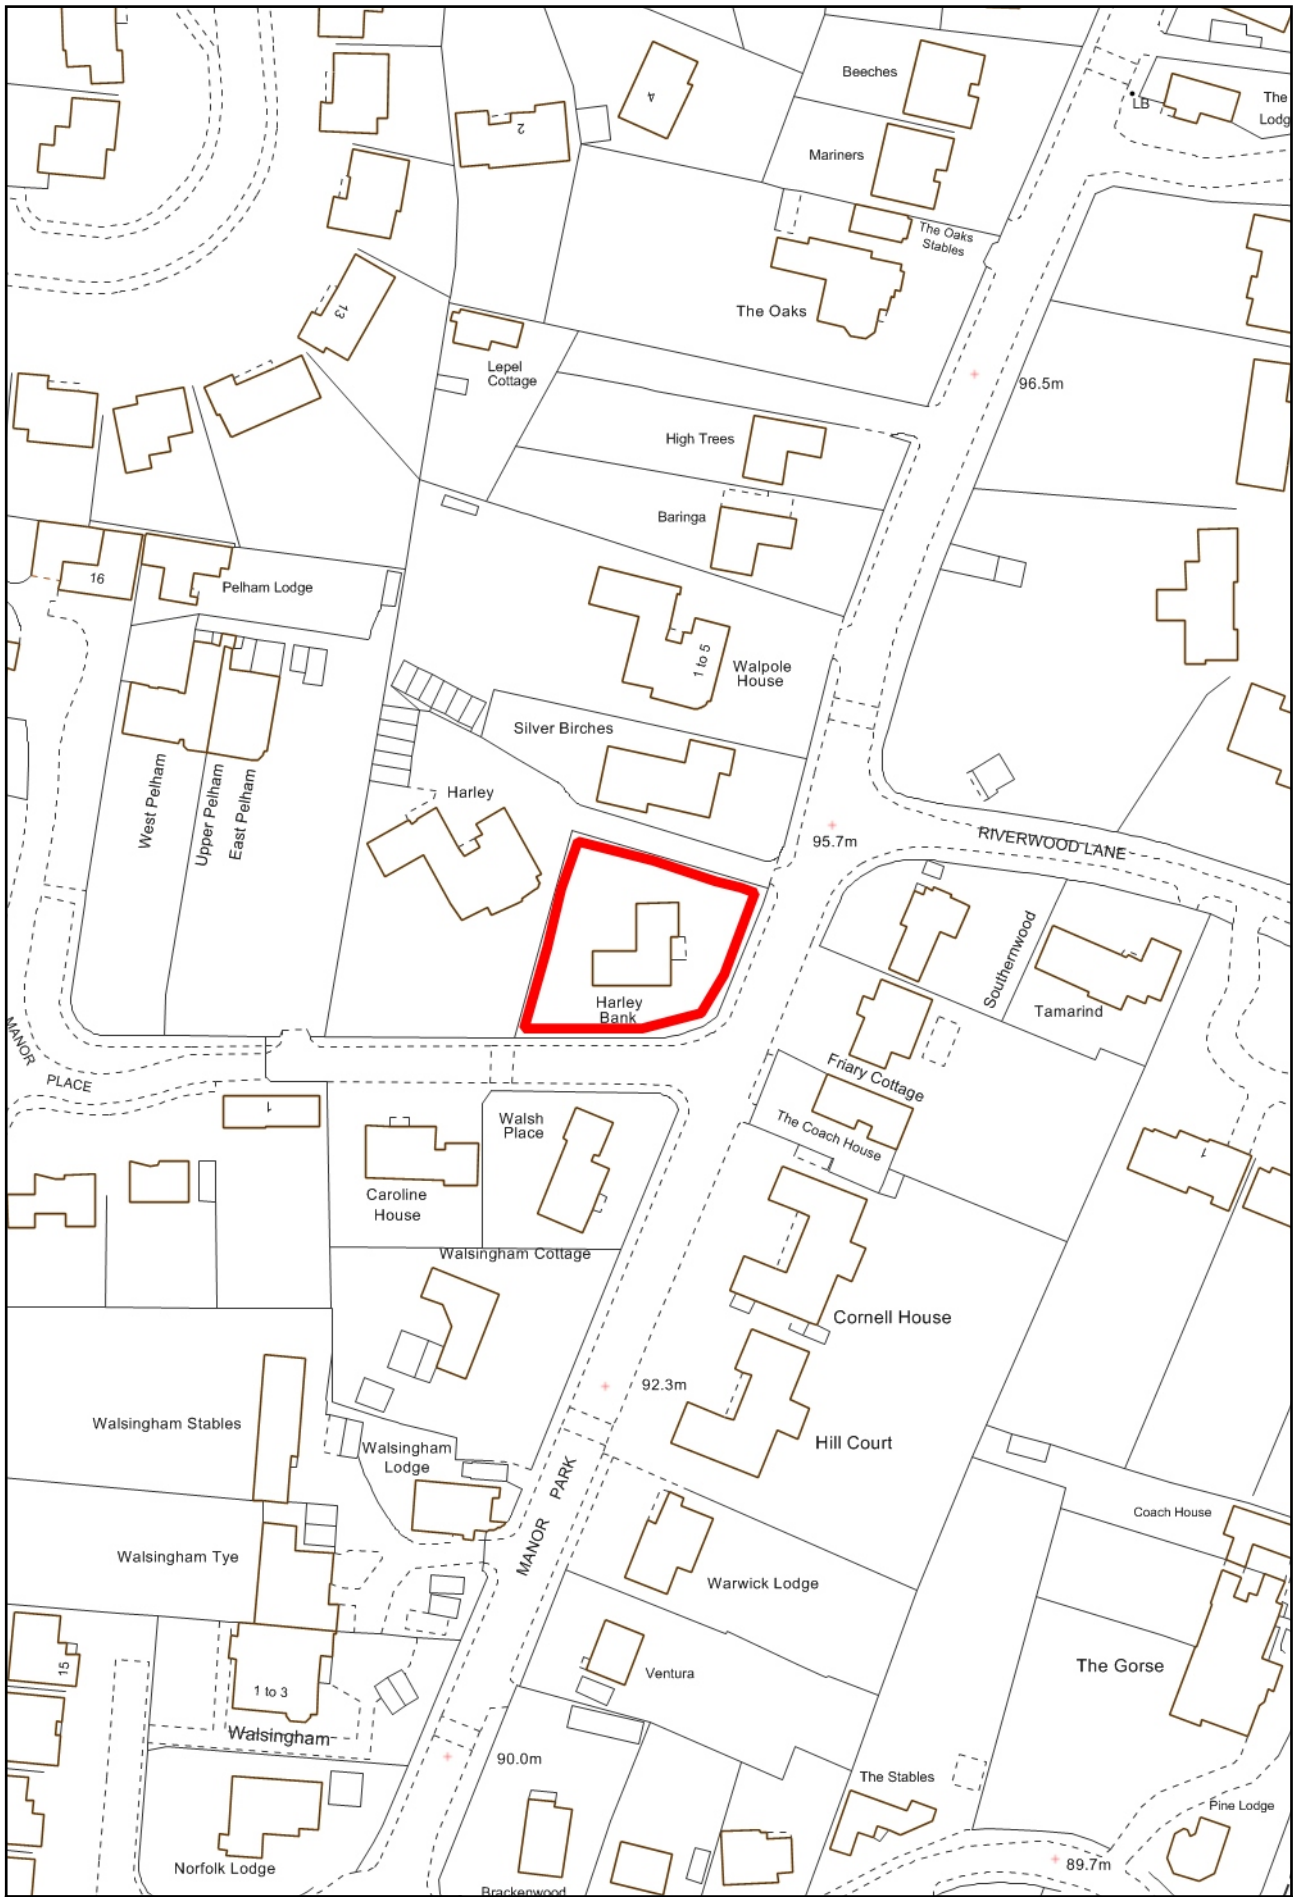 Beeches
4
LB
The
Lodg
2
Mariners
The Oaks
Stables
The Oaks
13
Lepel
Cottage
96.5m
High Trees
Baringa
16
Pelham Lodge
1 to 5
Walpole
House
Silver Birches
West Pelham
Upper Pelham
East Pelham
Harley
95.7m
RIVERWOOD LANE
Southernwood
Tamarind
Harley
Bank
MANOR
PLACE
Friary Cottage
1
Walsh
Place
The Coach House
1
Caroline
House
Walsingham Cottage
Cornell House
92.3m
Walsingham Stables
Hill Court
Walsingham
Lodge
MANOR PARK
Coach House
Walsingham Tye
Warwick Lodge
15
Ventura
The Gorse
1 to 3
Walsingham
90.0m
The Stables
Pine Lodge
Norfolk Lodge
89.7m
Brackenwood